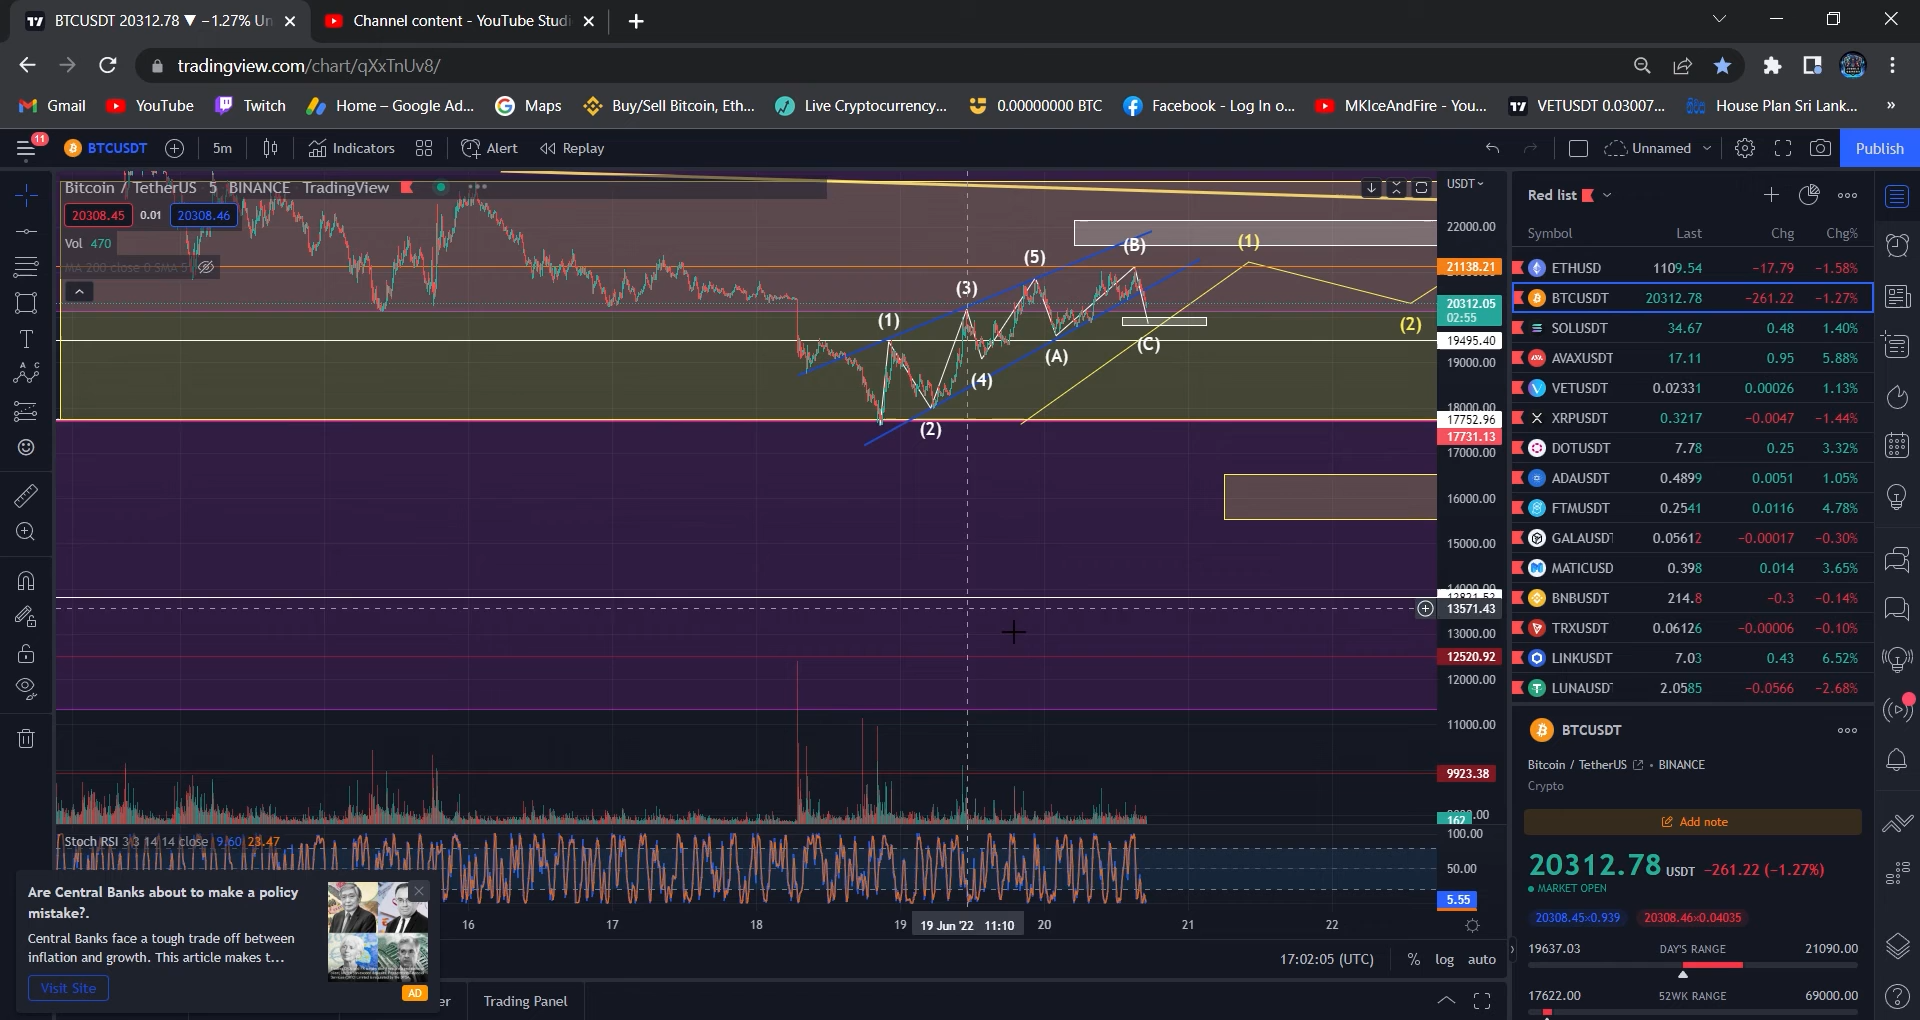 BTCUSDT 20312.78 ▼ −1.27% Un
Channel content - YouTube Studi
tradingview.com/chart/qXxTnUv8/
Gmail YouTube Twitch Home – Google Ad... Maps Buy/Sell Bitcoin, Eth... Live Cryptocurrency... 0.00000000 BTC Facebook - Log In o... MKIceAndFire - You... VETUSDT 0.03007... House Plan Sri Lank... »
11 BTCUSDT 5m Indicators Alert Replay Unnamed Publish
Bitcoin / TetherUS 5 BINANCE TradingView
20308.45 0.01 20308.46
Vol 470
MA 200 close 0 SMA 5
USDT
22000.00
21138.21
20312.05
02:55
19495.40
19000.00
18000.00
17752.96
17731.13
17000.00
16000.00
15000.00
14000.00
13571.43
13000.00
12520.92
12000.00
11000.00
9923.38
162
100.00
50.00
5.55
(1)
(2)
(3)
(4)
(5)
(A)
(B)
(C)
(1)
(2)
Stoch RSI 3 3 14 14 close 9.60 23.47
16 17 18 19 19 Jun '22 11:10 20 21 22
17:02:05 (UTC) % log auto
er Trading Panel
Are Central Banks about to make a policy
mistake?.
Central Banks face a tough trade off between
inflation and growth. This article makes t...
Visit Site
AD
Red list
Symbol Last Chg Chg%
ETHUSD 1109.54 −17.79 −1.58%
BTCUSDT 20312.78 −261.22 −1.27%
SOLUSDT 34.67 0.48 1.40%
AVAXUSDT 17.11 0.95 5.88%
VETUSDT 0.02331 0.00026 1.13%
XRPUSDT 0.3217 −0.0047 −1.44%
DOTUSDT 7.78 0.25 3.32%
ADAUSDT 0.4899 0.0051 1.05%
FTMUSDT 0.2541 0.0116 4.78%
GALAUSDT 0.05612 −0.00017 −0.30%
MATICUSD 0.398 0.014 3.65%
BNBUSDT 214.8 −0.3 −0.14%
TRXUSDT 0.06126 −0.00006 −0.10%
LINKUSDT 7.03 0.43 6.52%
LUNAUSDT 2.0585 −0.0566 −2.68%
BTCUSDT
Bitcoin / TetherUS • BINANCE
Crypto
Add note
20312.78 USDT −261.22 (−1.27%)
MARKET OPEN
20308.45×0.939 20308.46×0.04035
19637.03 DAY'S RANGE 21090.00
17622.00 52WK RANGE 69000.00